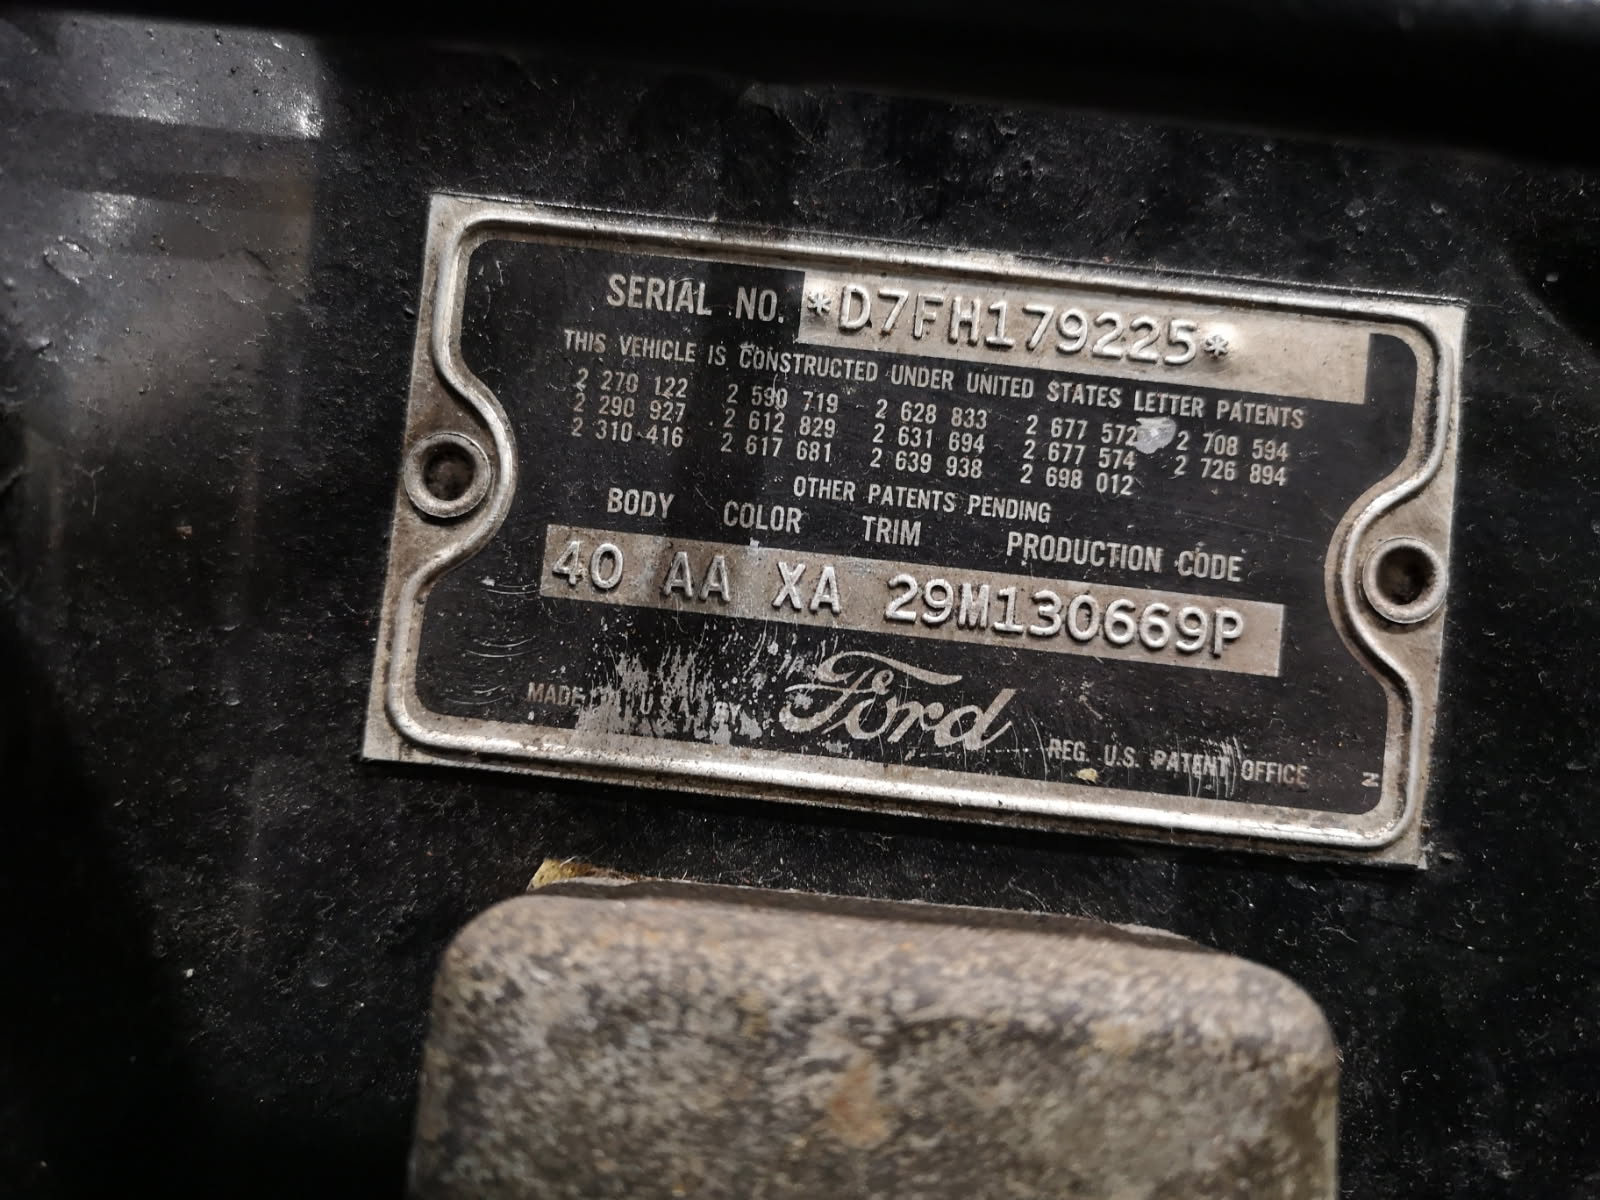 SERIAL NO. *D7FH179225*
THIS VEHICLE IS CONSTRUCTED UNDER UNITED STATES LETTER PATENTS
2 270 122 2 590 719 2 628 833 2 677 572 2 708 594
2 290 927 2 612 829 2 631 694 2 677 574 2 726 894
2 310 416 2 617 681 2 639 938 2 698 012
OTHER PATENTS PENDING
BODY COLOR TRIM PRODUCTION CODE
40 AA XA 29M130669P
MADE IN U.S.A. BY Ford REG. U.S. PATENT OFFICE
N